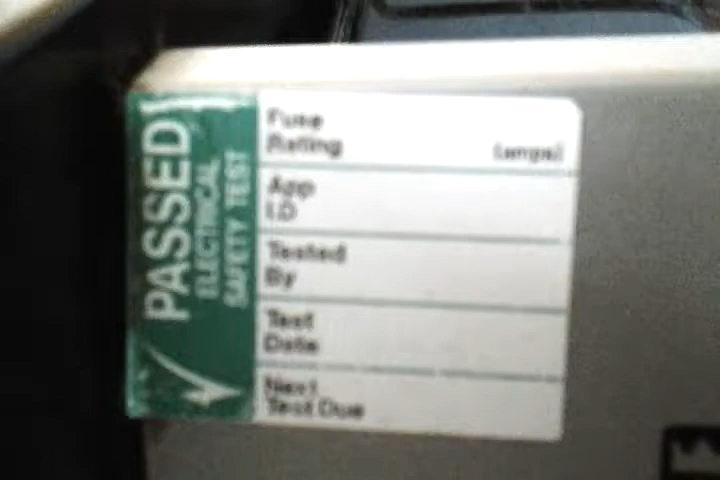 PASSED
ELECTRICAL
SAFETY TEST
Fuse
Rating (amps)
App
I.D
Tested
By
Test
Date
Next
Test Due